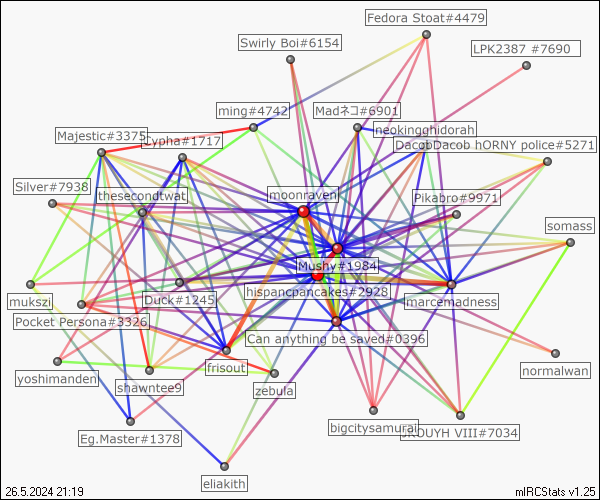 Fedora Stoat#4479
Swirly Boi#6154
LPK2387 #7690
ming#4742
Madネコ#6901
neokingghidorah
Majestic#3375
Cypha#1717
DacobDacob hORNY police#5271
Silver#7938
thesecondtwat
moonraven
Pikabro#9971
somass
Mushy#1984
mukszij
Duck#1245
hispancpancakes#2928
imarcemadness
Pocket Persona#3326
Can anything be saved#0396
yoshimanden
frisout
normalwan
shawntee9
zebula
bigcitysamurai
JROUYH VIII#7034
Eg.Master#1378
eliakith
26.5.2024 21:19
mIRCStats v1.25